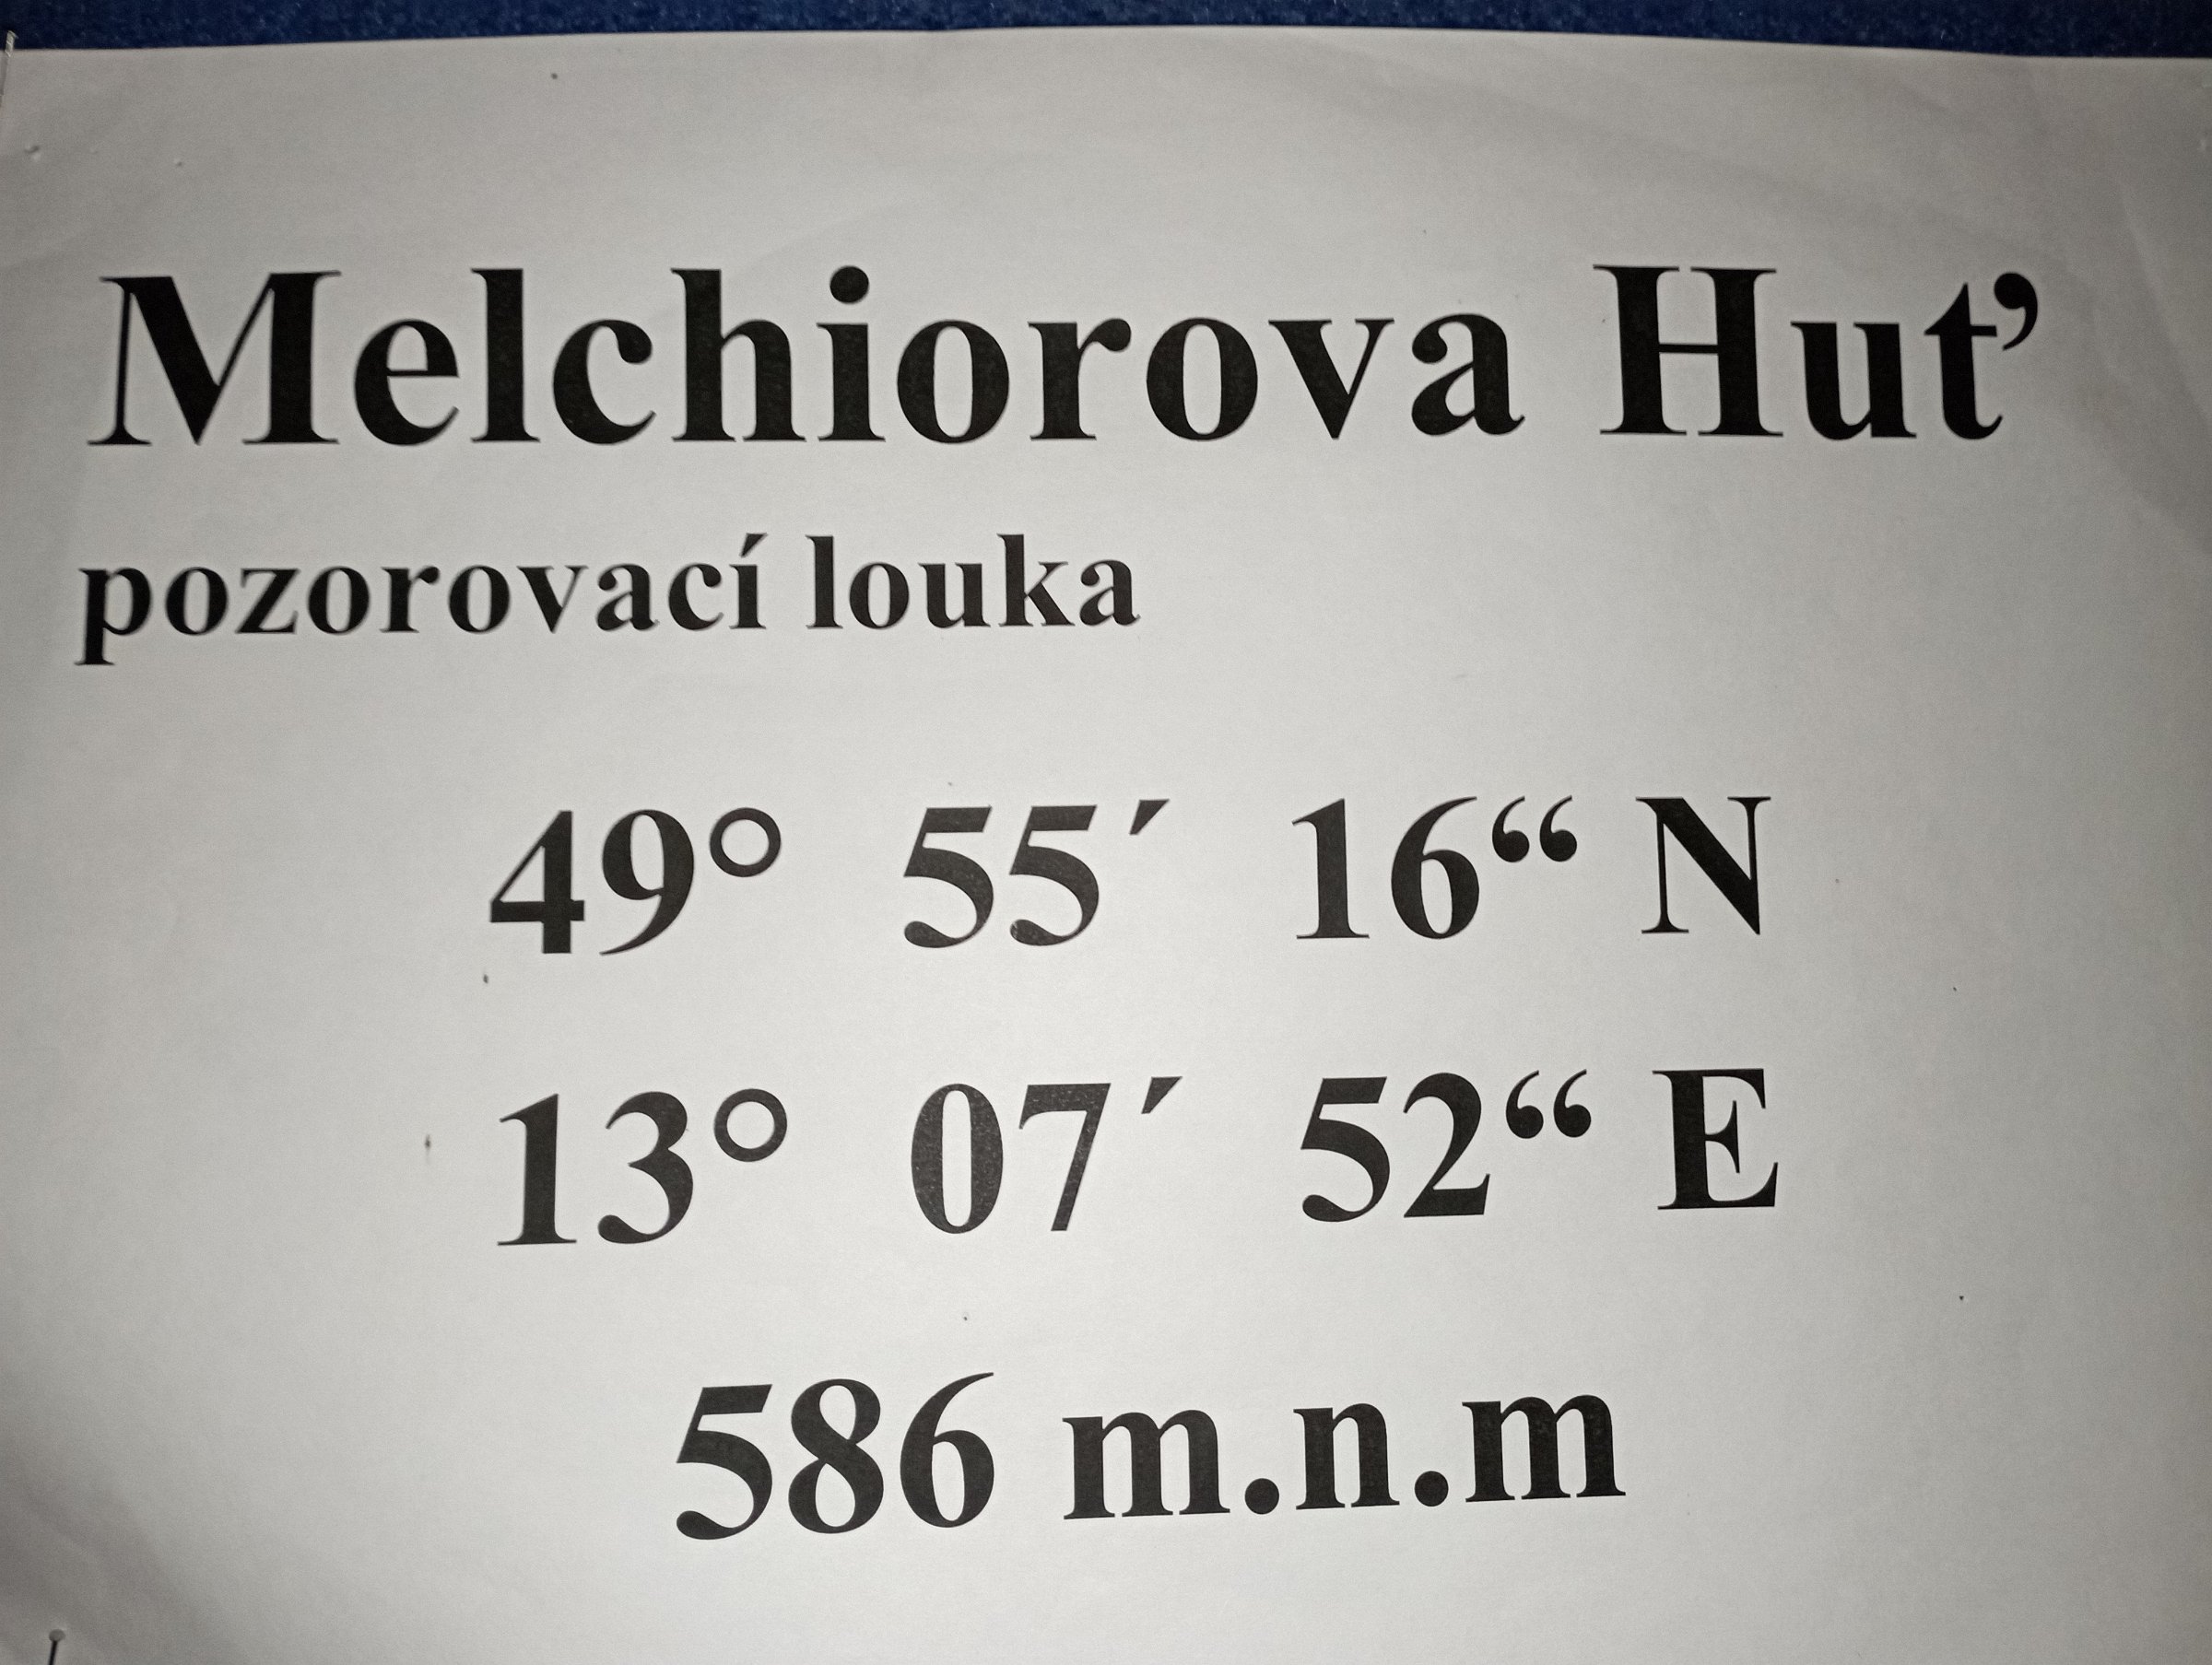 Melchiorova Huť
pozorovací louka
49° 55´ 16“ N
13° 07´ 52“ E
586 m.n.m